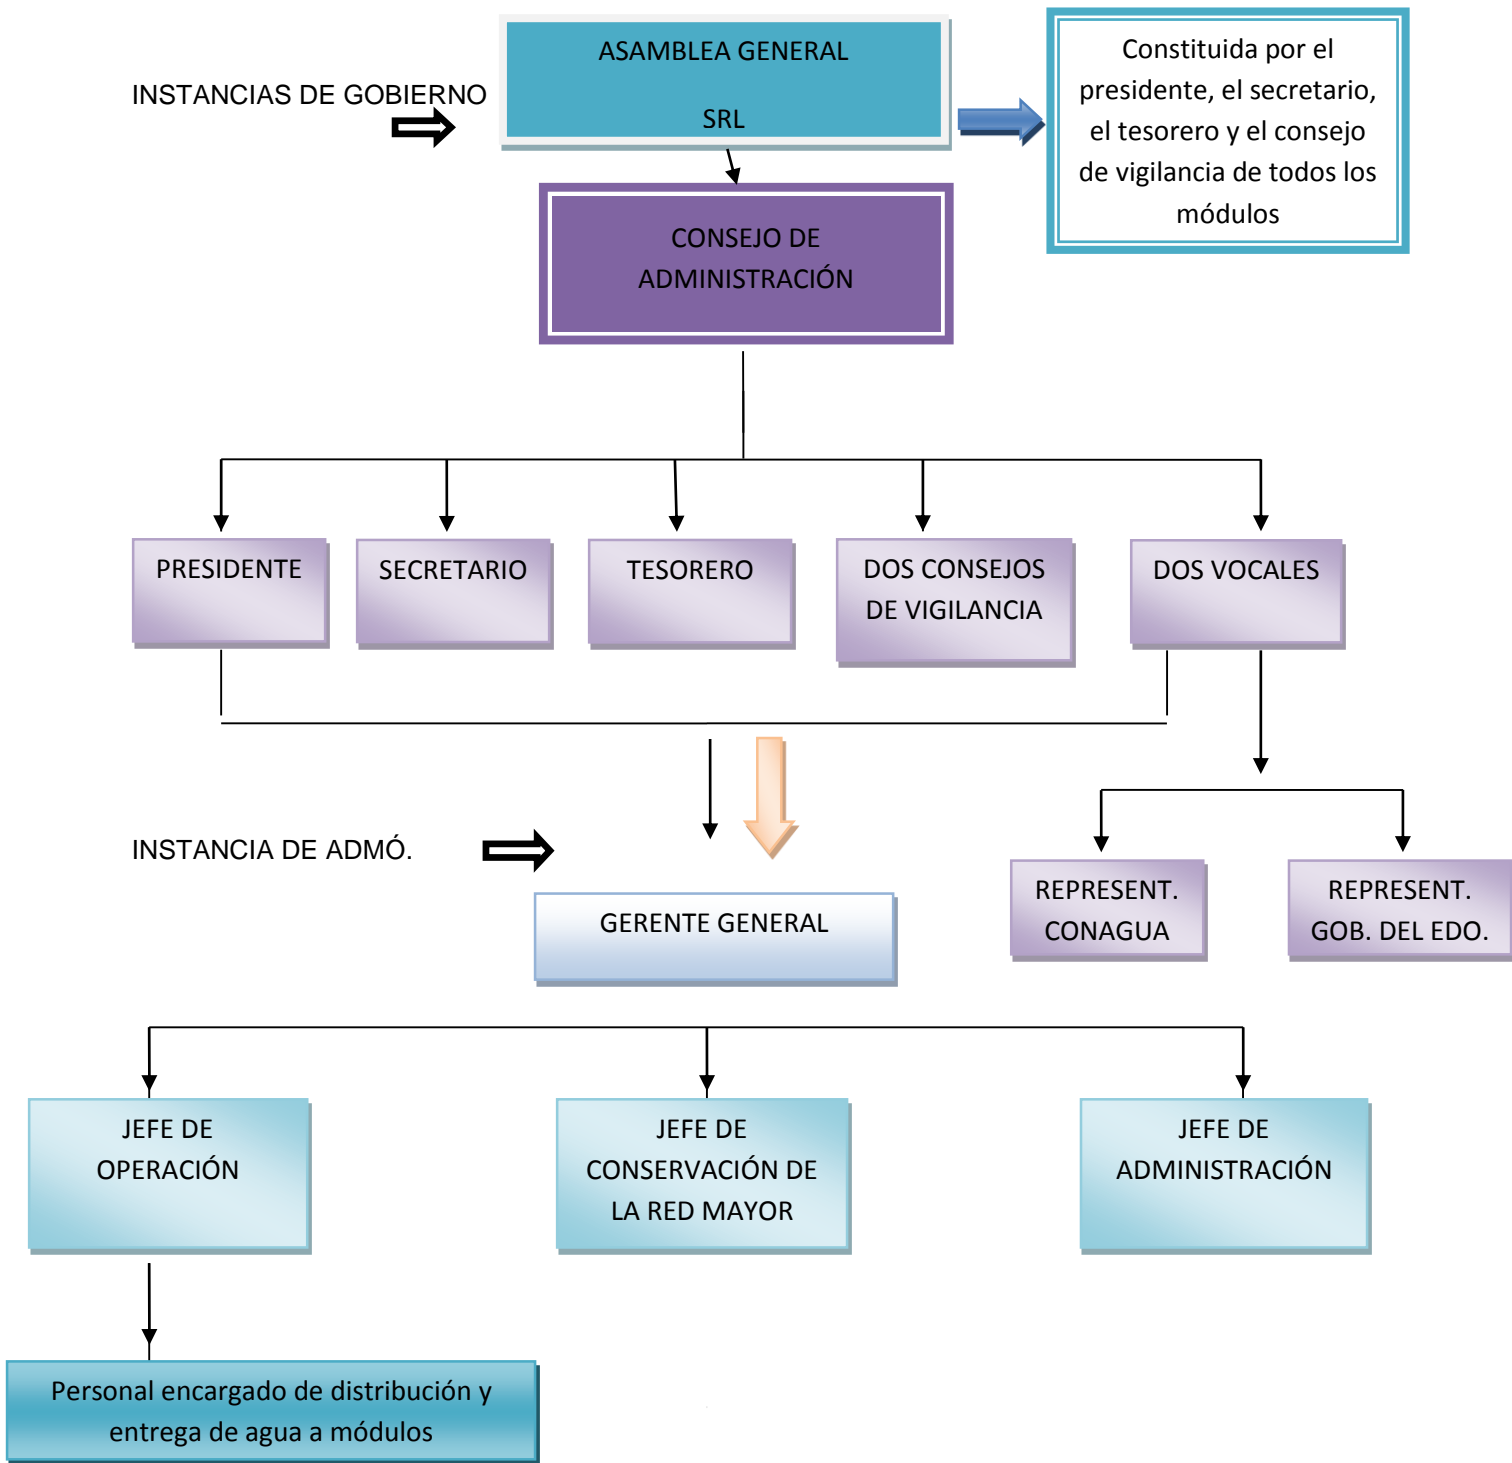 ASAMBLEA GENERAL
SRL
INSTANCIAS DE GOBIERNO
Constituida por el
presidente, el secretario,
el tesorero y el consejo
de vigilancia de todos los
módulos
CONSEJO DE
ADMINISTRACIÓN
PRESIDENTE
SECRETARIO
TESORERO
DOS CONSEJOS
DE VIGILANCIA
DOS VOCALES
INSTANCIA DE ADMÓ.
GERENTE GENERAL
REPRESENT.
CONAGUA
REPRESENT.
GOB. DEL EDO.
JEFE DE
OPERACIÓN
JEFE DE
CONSERVACIÓN DE
LA RED MAYOR
JEFE DE
ADMINISTRACIÓN
Personal encargado de distribución y
entrega de agua a módulos